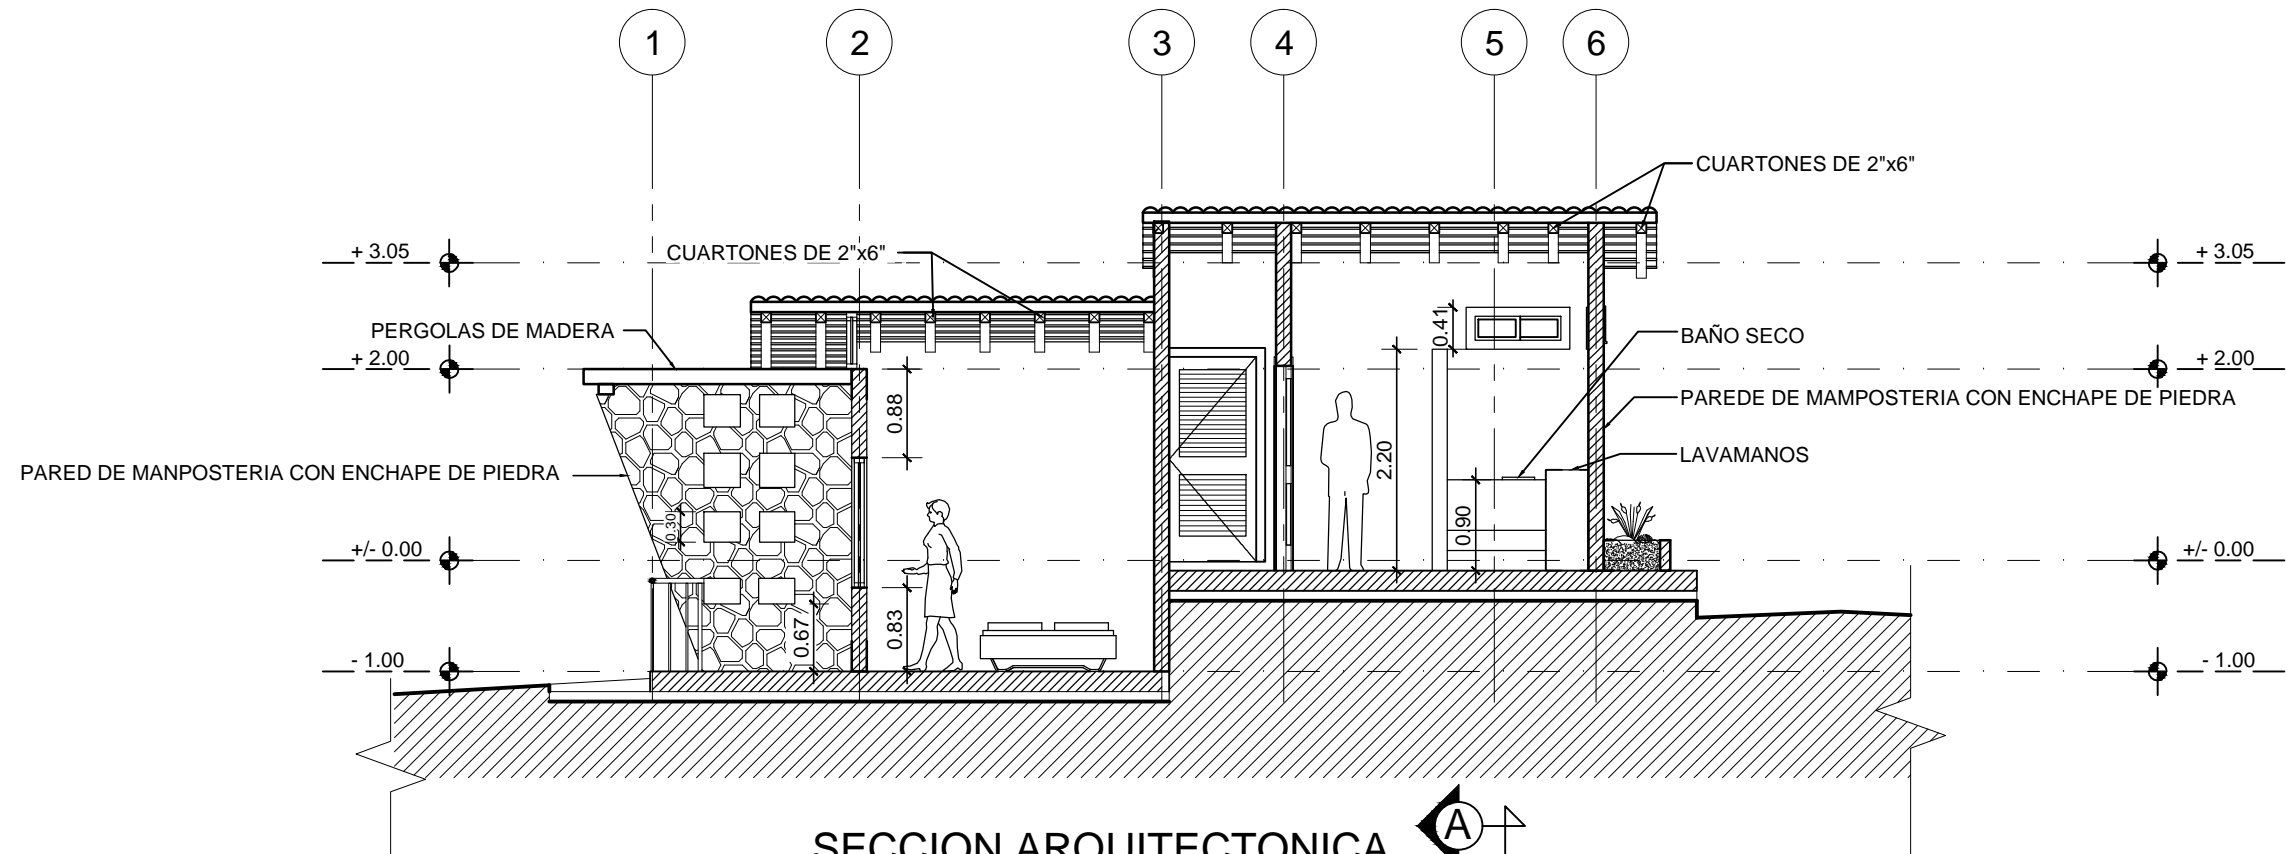 1 2 3 4 5 6
CUARTONES DE 2"x6"
+ 3.05 CUARTONES DE 2"x6" + 3.05
0.41
PERGOLAS DE MADERA BAÑO SECO
+ 2.00 + 2.00
PAREDE DE MAMPOSTERIA CON ENCHAPE DE PIEDRA
0.88
2.20
PARED DE MANPOSTERIA CON ENCHAPE DE PIEDRA LAVAMANOS
0.30
0.90
+/- 0.00 +/- 0.00
0.67
0.83
- 1.00 - 1.00
SECCION ARQUITECTONICA A